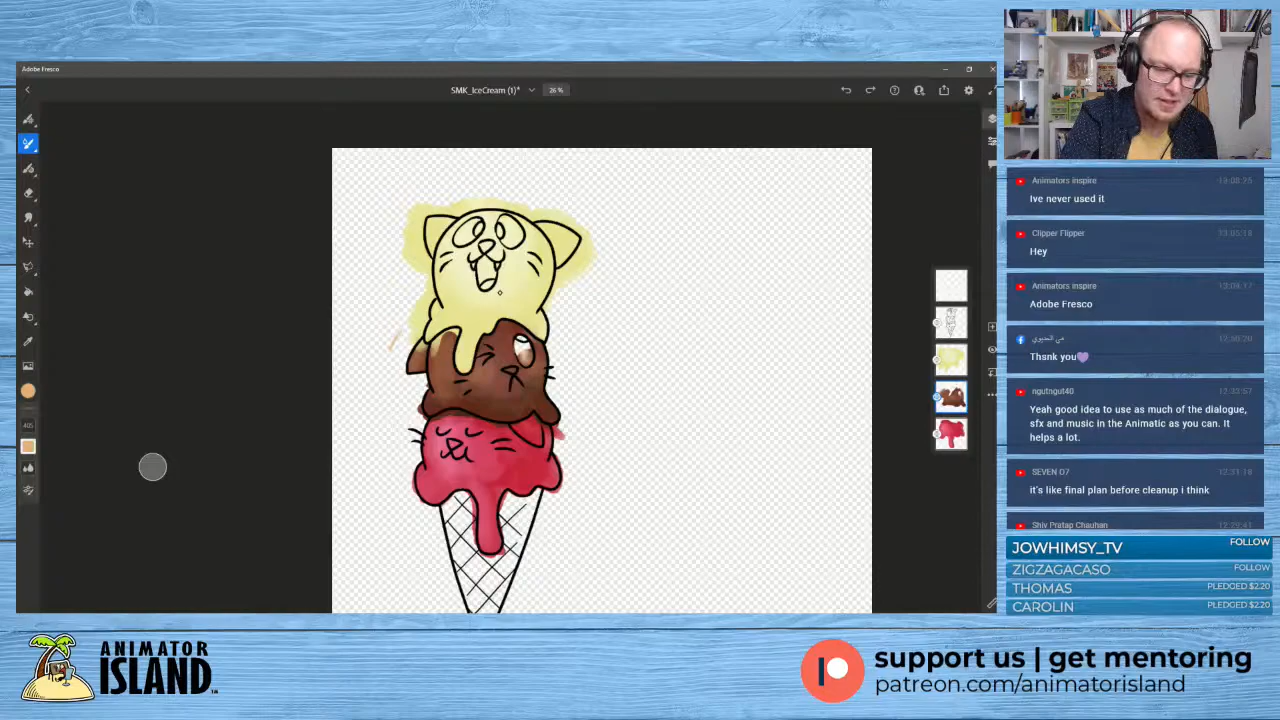 Adobe Fresco
SMK_IceCream (1)*
26 %
405
Animators inspire
Ive never used it
Clipper Flipper
Hey
Animators inspire
Adobe Fresco
Thsnk you💜
ngutngut40
Yeah good idea to use as much of the dialogue,
sfx and music in the Animatic as you can. It
helps a lot.
SEVEN O7
it's like final plan before cleanup i think
Shiv Pratap Chauhan
JOWHIMSY_TV FOLLOW
ZIGZAGACASO FOLLOW
THOMAS PLEDGED $2.20
CAROLIN PLEDGED $2.20
ANIMATOR
ISLAND™
support us | get mentoring
patreon.com/animatorisland